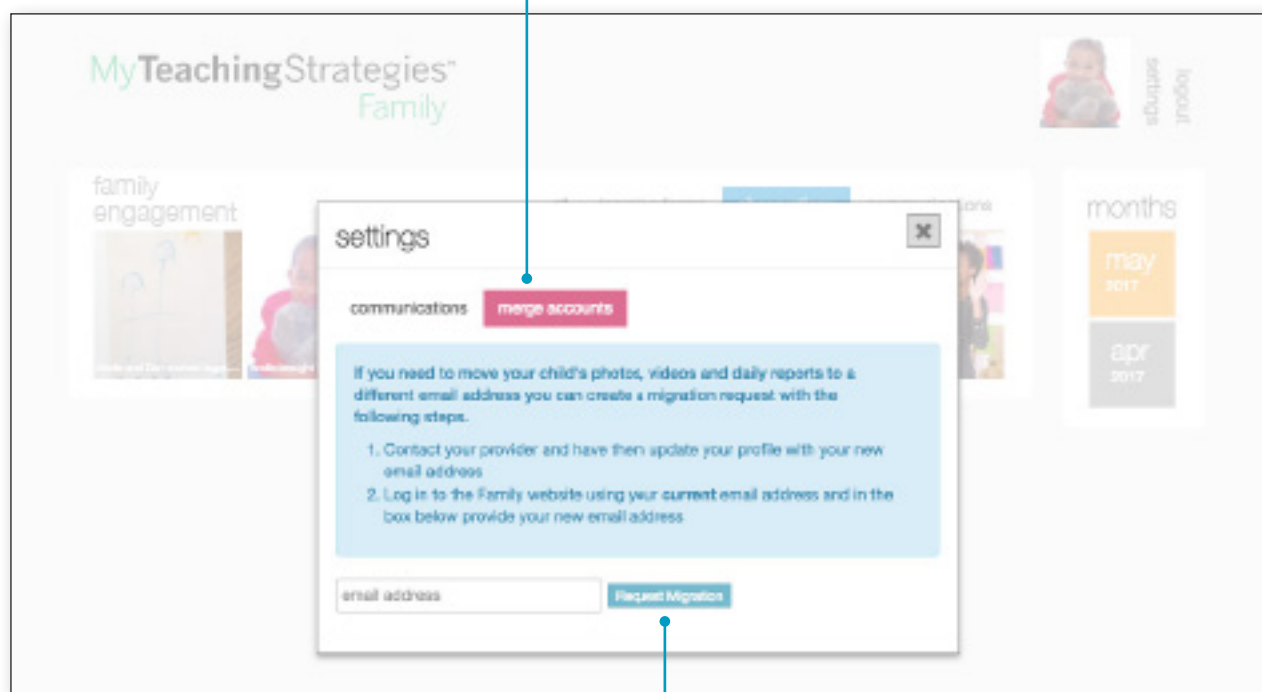 MyTeachingStrategies™
Family
settings
logout
family
engagement
months
may
2017
apr
2017
settings
communications
merge accounts
If you need to move your child's photos, videos and daily reports to a
different email address you can create a migration request with the
following steps.
1. Contact your provider and have then update your profile with your new
email address
2. Log in to the Family website using your current email address and in the
box below provide your new email address
email address
Request Migration